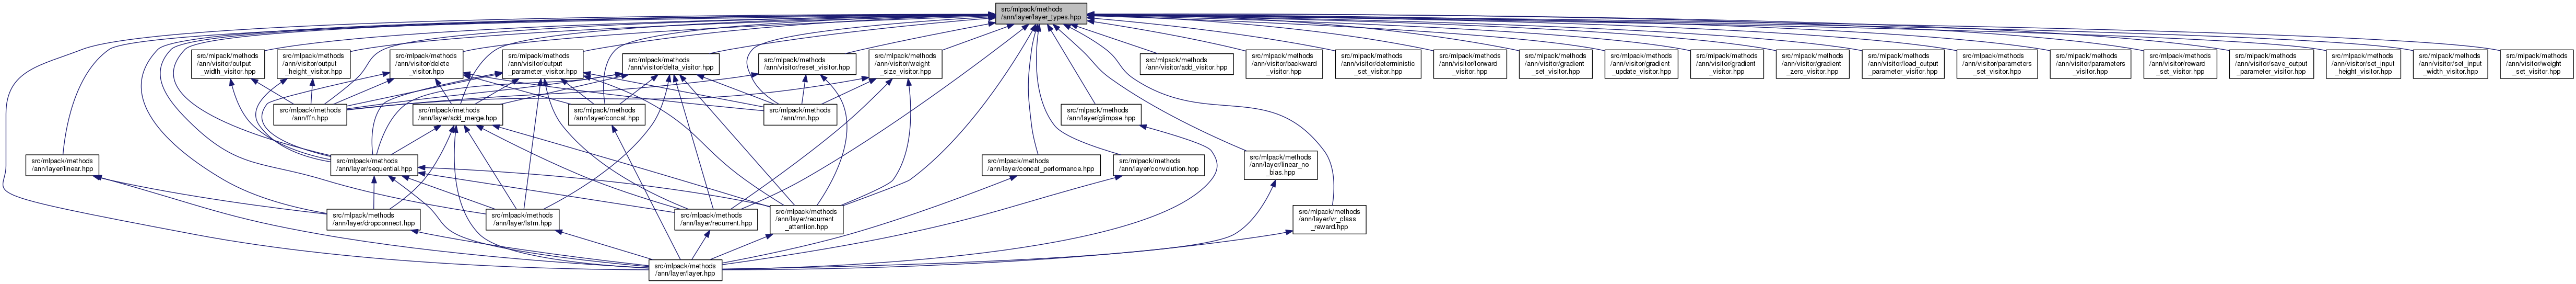 src/mlpack/methods
/ann/layer/layer_types.hpp
src/mlpack/methods
/ann/visitor/output
_width_visitor.hpp
src/mlpack/methods
/ann/visitor/output
_height_visitor.hpp
src/mlpack/methods
/ann/visitor/delete
_visitor.hpp
src/mlpack/methods
/ann/visitor/output
_parameter_visitor.hpp
src/mlpack/methods
/ann/visitor/delta_visitor.hpp
src/mlpack/methods
/ann/visitor/reset_visitor.hpp
src/mlpack/methods
/ann/visitor/weight
_size_visitor.hpp
src/mlpack/methods
/ann/visitor/add_visitor.hpp
src/mlpack/methods
/ann/visitor/backward
_visitor.hpp
src/mlpack/methods
/ann/visitor/deterministic
_set_visitor.hpp
src/mlpack/methods
/ann/visitor/forward
_visitor.hpp
src/mlpack/methods
/ann/visitor/gradient
_set_visitor.hpp
src/mlpack/methods
/ann/visitor/gradient
_update_visitor.hpp
src/mlpack/methods
/ann/visitor/gradient
_visitor.hpp
src/mlpack/methods
/ann/visitor/gradient
_zero_visitor.hpp
src/mlpack/methods
/ann/visitor/load_output
_parameter_visitor.hpp
src/mlpack/methods
/ann/visitor/parameters
_set_visitor.hpp
src/mlpack/methods
/ann/visitor/parameters
_visitor.hpp
src/mlpack/methods
/ann/visitor/reward
_set_visitor.hpp
src/mlpack/methods
/ann/visitor/save_output
_parameter_visitor.hpp
src/mlpack/methods
/ann/visitor/set_input
_height_visitor.hpp
src/mlpack/methods
/ann/visitor/set_input
_width_visitor.hpp
src/mlpack/methods
/ann/visitor/weight
_set_visitor.hpp
src/mlpack/methods
/ann/ffn.hpp
src/mlpack/methods
/ann/layer/add_merge.hpp
src/mlpack/methods
/ann/layer/concat.hpp
src/mlpack/methods
/ann/rnn.hpp
src/mlpack/methods
/ann/layer/glimpse.hpp
src/mlpack/methods
/ann/layer/linear.hpp
src/mlpack/methods
/ann/layer/sequential.hpp
src/mlpack/methods
/ann/layer/concat_performance.hpp
src/mlpack/methods
/ann/layer/convolution.hpp
src/mlpack/methods
/ann/layer/linear_no
_bias.hpp
src/mlpack/methods
/ann/layer/dropconnect.hpp
src/mlpack/methods
/ann/layer/lstm.hpp
src/mlpack/methods
/ann/layer/recurrent.hpp
src/mlpack/methods
/ann/layer/recurrent
_attention.hpp
src/mlpack/methods
/ann/layer/vr_class
_reward.hpp
src/mlpack/methods
/ann/layer/layer.hpp